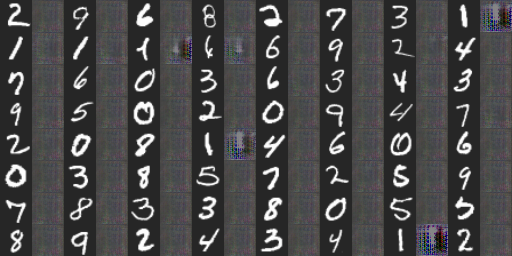 2 9 6 8 2 7 3 1
1 1 1 6 6 9 2 4
7 6 0 3 6 3 4 3
9 5 0 2 0 9 4 7
2 0 8 1 4 6 0 6
0 3 8 5 7 2 5 9
7 8 3 3 8 0 5 5
8 9 2 4 3 4 1 2